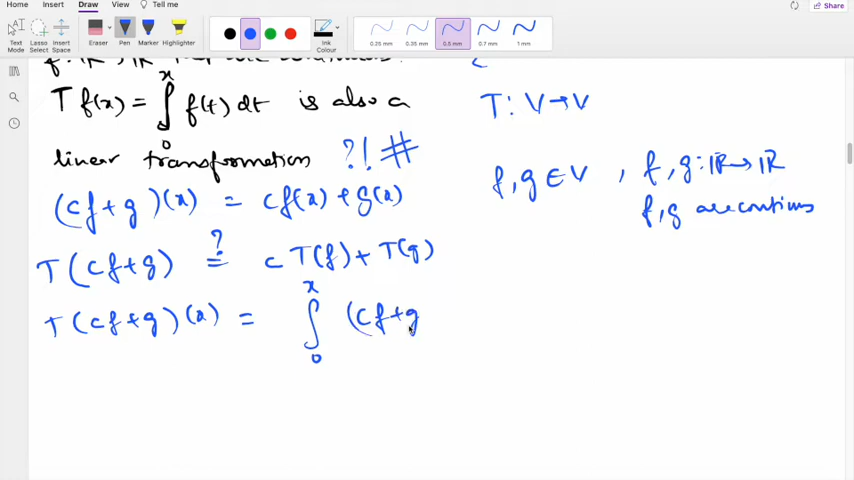 Home Insert Draw View Tell me
Share
Text Mode
Lasso Select
Insert Space
Eraser
Pen
Marker
Highlighter
Ink Colour
0.25 mm
0.35 mm
0.5 mm
0.7 mm
1 mm
T f(x) = ∫₀ˣ f(t) dt is also a
linear transformation ?! #
(cf+g)(x) = cf(x) + g(x)
T(cf+g) ?= c T(f) + T(g)
T(cf+g)(x) = ∫₀ˣ (cf+g
T: V→V
f,g ∈ V , f,g: ℝ→ℝ
f,g are continuous